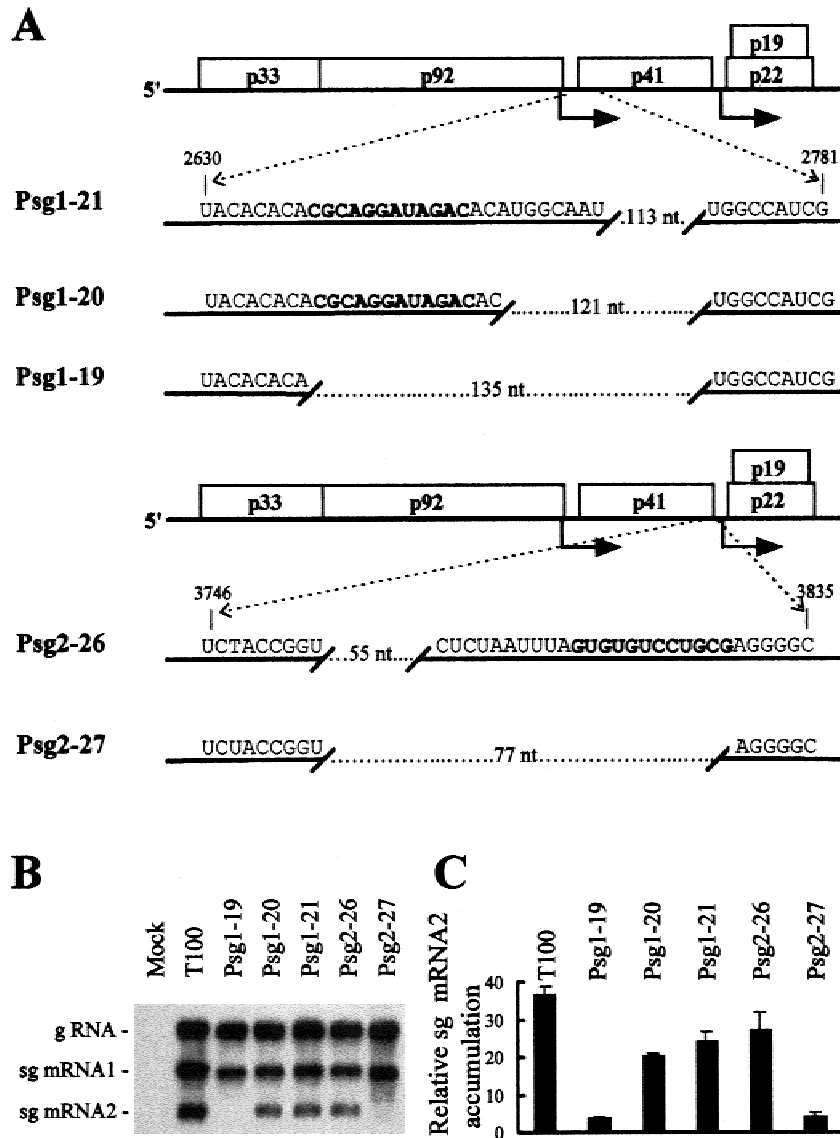 A
p19
p33 p92 p41 p22
5'
2630 2781
Psg1-21 UACACACACGCAGGAUAGACACAUGGCAAU .113 nt. UGGCCAUCG
Psg1-20 UACACACACGCAGGAUAGACAC 121 nt UGGCCAUCG
Psg1-19 UACACACA 135 nt UGGCCAUCG
p19
p33 p92 p41 p22
5'
3746 3835
Psg2-26 UCTACCGGU 55 nt CUCUAAUUUAGUGUGUCCUGCGAGGGGC
Psg2-27 UCUACCGGU 77 nt AGGGGC
B
Mock T100 Psg1-19 Psg1-20 Psg1-21 Psg2-26 Psg2-27
g RNA -
sg mRNA1 -
sg mRNA2 -
C
T100 Psg1-19 Psg1-20 Psg1-21 Psg2-26 Psg2-27
Relative sg mRNA2
accumulation
40
30
20
10
0